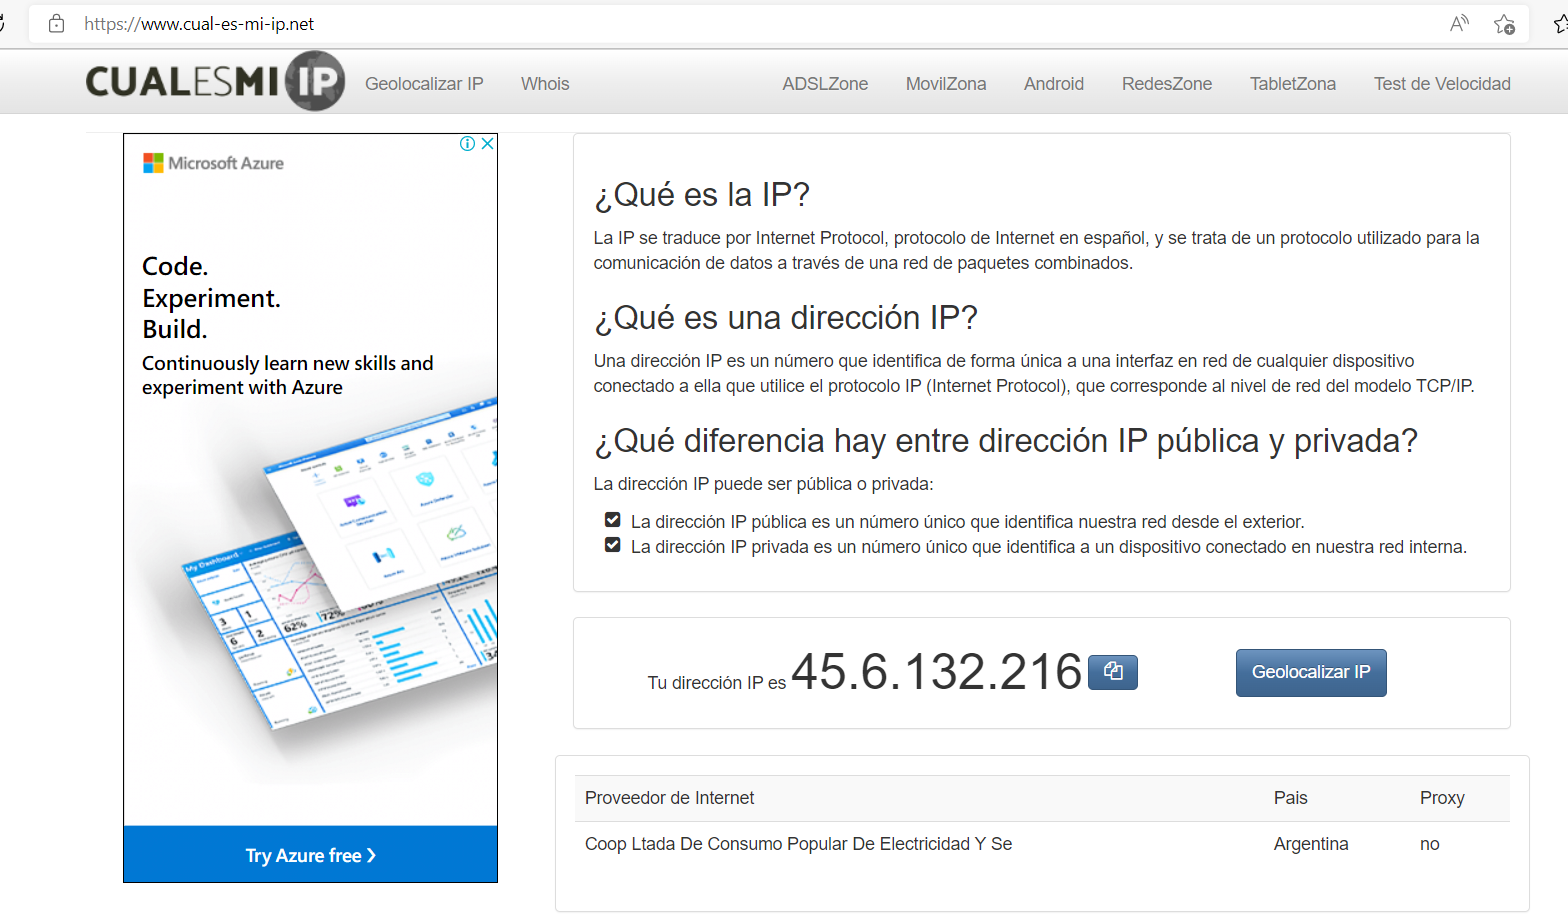 https://www.cual-es-mi-ip.net
CUALESMI IP
Geolocalizar IP
Whois
ADSLZone
MovilZona
Android
RedesZone
TabletZona
Test de Velocidad
Microsoft Azure
Code.
Experiment.
Build.
Continuously learn new skills and
experiment with Azure
My Dashboard
62%
72%
Try Azure free ❯
¿Qué es la IP?
La IP se traduce por Internet Protocol, protocolo de Internet en español, y se trata de un protocolo utilizado para la
comunicación de datos a través de una red de paquetes combinados.
¿Qué es una dirección IP?
Una dirección IP es un número que identifica de forma única a una interfaz en red de cualquier dispositivo
conectado a ella que utilice el protocolo IP (Internet Protocol), que corresponde al nivel de red del modelo TCP/IP.
¿Qué diferencia hay entre dirección IP pública y privada?
La dirección IP puede ser pública o privada:
La dirección IP pública es un número único que identifica nuestra red desde el exterior.
La dirección IP privada es un número único que identifica a un dispositivo conectado en nuestra red interna.
Tu dirección IP es 45.6.132.216
Geolocalizar IP
Proveedor de Internet Pais Proxy
Coop Ltada De Consumo Popular De Electricidad Y Se Argentina no